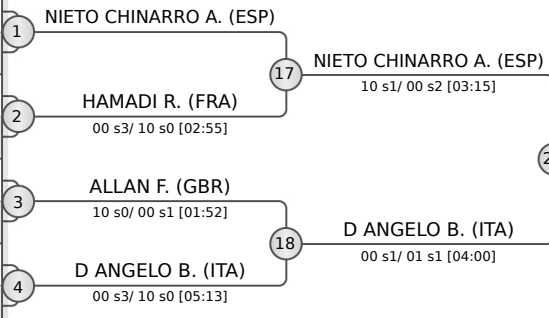 NIETO CHINARRO A. (ESP)
1
17
NIETO CHINARRO A. (ESP)
10 s1/ 00 s2 [03:15]
HAMADI R. (FRA)
2
00 s3/ 10 s0 [02:55]
ALLAN F. (GBR)
3
10 s0/ 00 s1 [01:52]
18
D ANGELO B. (ITA)
00 s1/ 01 s1 [04:00]
D ANGELO B. (ITA)
4
00 s3/ 10 s0 [05:13]